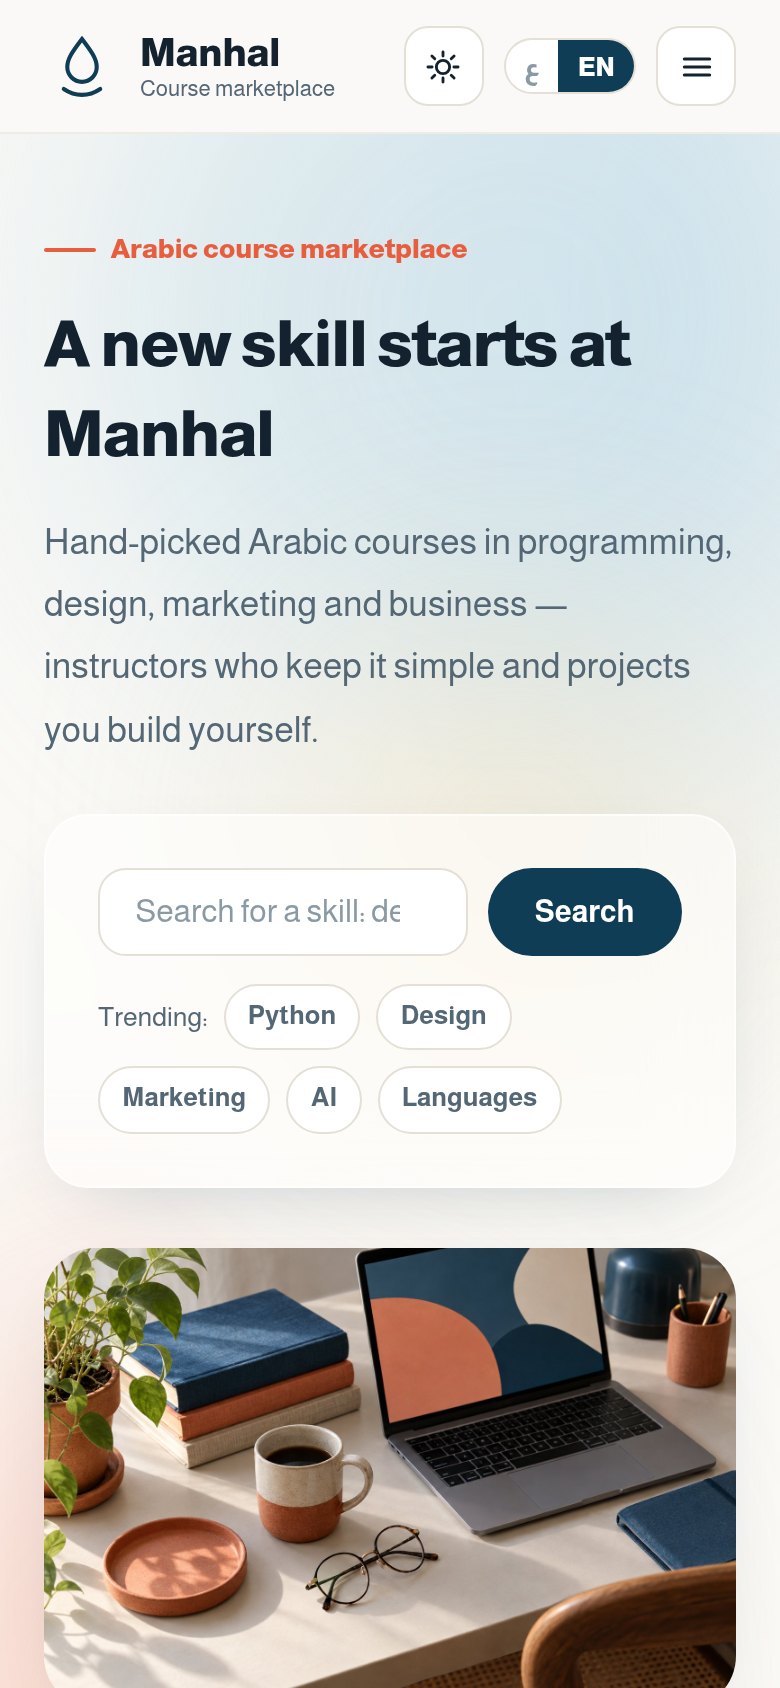 Manhal
Course marketplace
ع EN
Arabic course marketplace
A new skill starts at
Manhal
Hand-picked Arabic courses in programming,
design, marketing and business —
instructors who keep it simple and projects
you build yourself.
Search for a skill: de
Search
Trending: Python Design
Marketing AI Languages